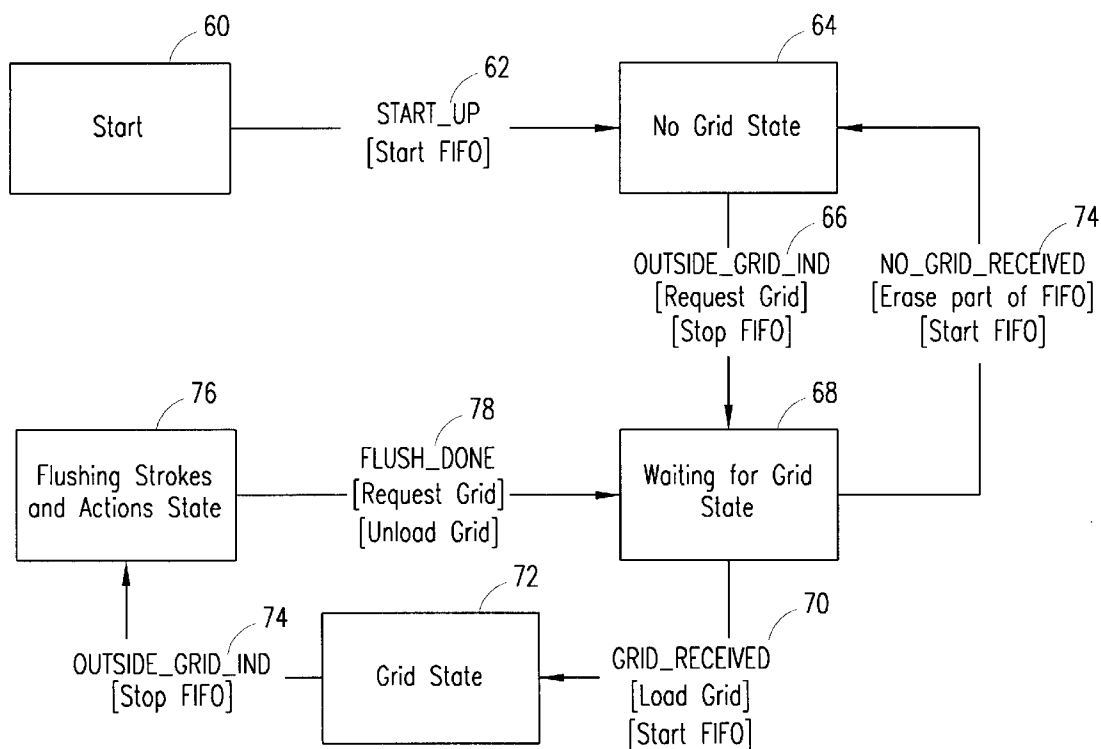 60
Start
62
START_UP
[Start FIFO]
64
No Grid State
66
OUTSIDE_GRID_IND
[Request Grid]
[Stop FIFO]
74
NO_GRID_RECEIVED
[Erase part of FIFO]
[Start FIFO]
76
Flushing Strokes
and Actions State
78
FLUSH_DONE
[Request Grid]
[Unload Grid]
68
Waiting for Grid
State
74
OUTSIDE_GRID_IND
[Stop FIFO]
72
Grid State
70
GRID_RECEIVED
[Load Grid]
[Start FIFO]